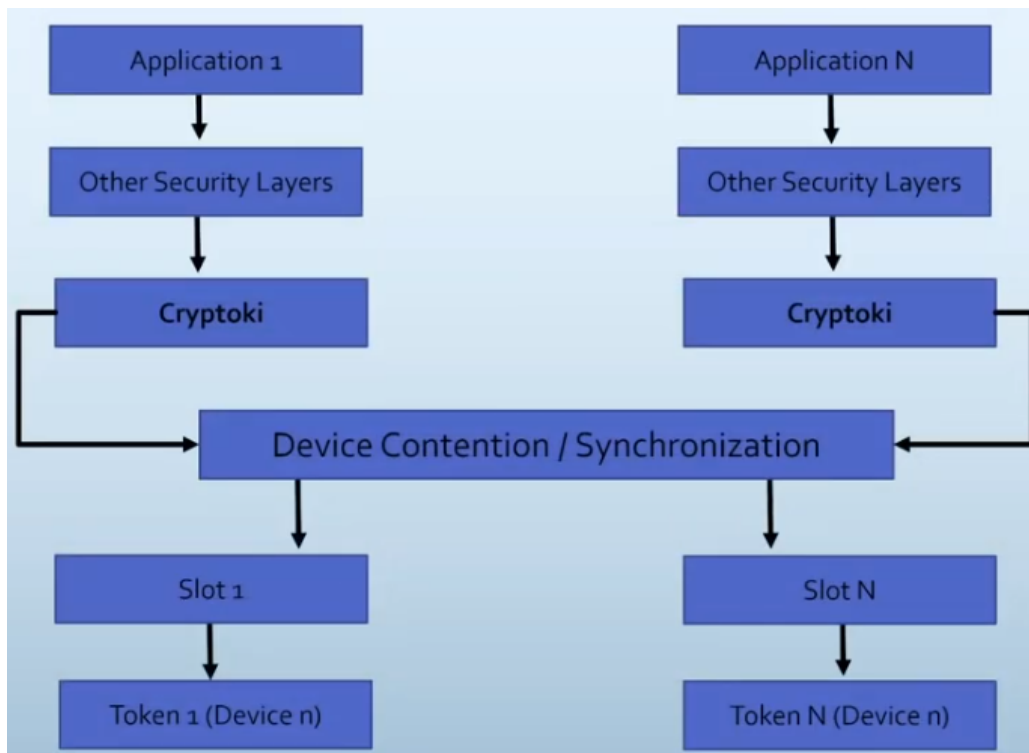 Application 1
Application N
Other Security Layers
Other Security Layers
Cryptoki
Cryptoki
Device Contention / Synchronization
Slot 1
Slot N
Token 1 (Device n)
Token N (Device n)